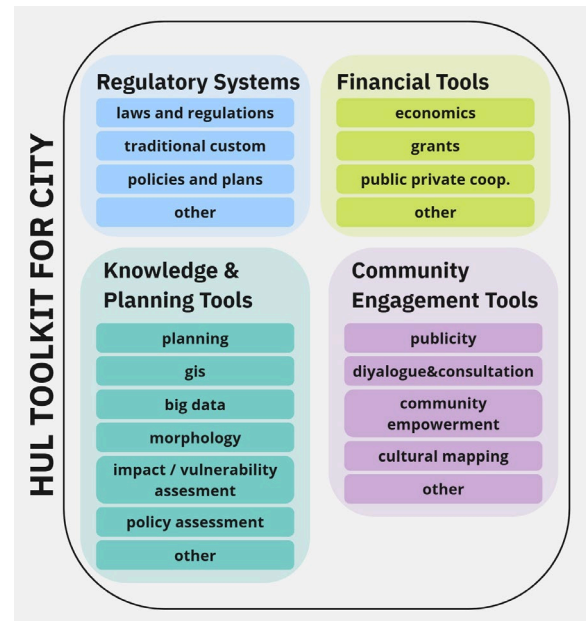 HUL TOOLKIT FOR CITY
Regulatory Systems
laws and regulations
traditional custom
policies and plans
other
Financial Tools
economics
grants
public private coop.
other
Knowledge &
Planning Tools
planning
gis
big data
morphology
impact / vulnerability
assesment
policy assessment
other
Community
Engagement Tools
publicity
diyalogue&consultation
community
empowerment
cultural mapping
other